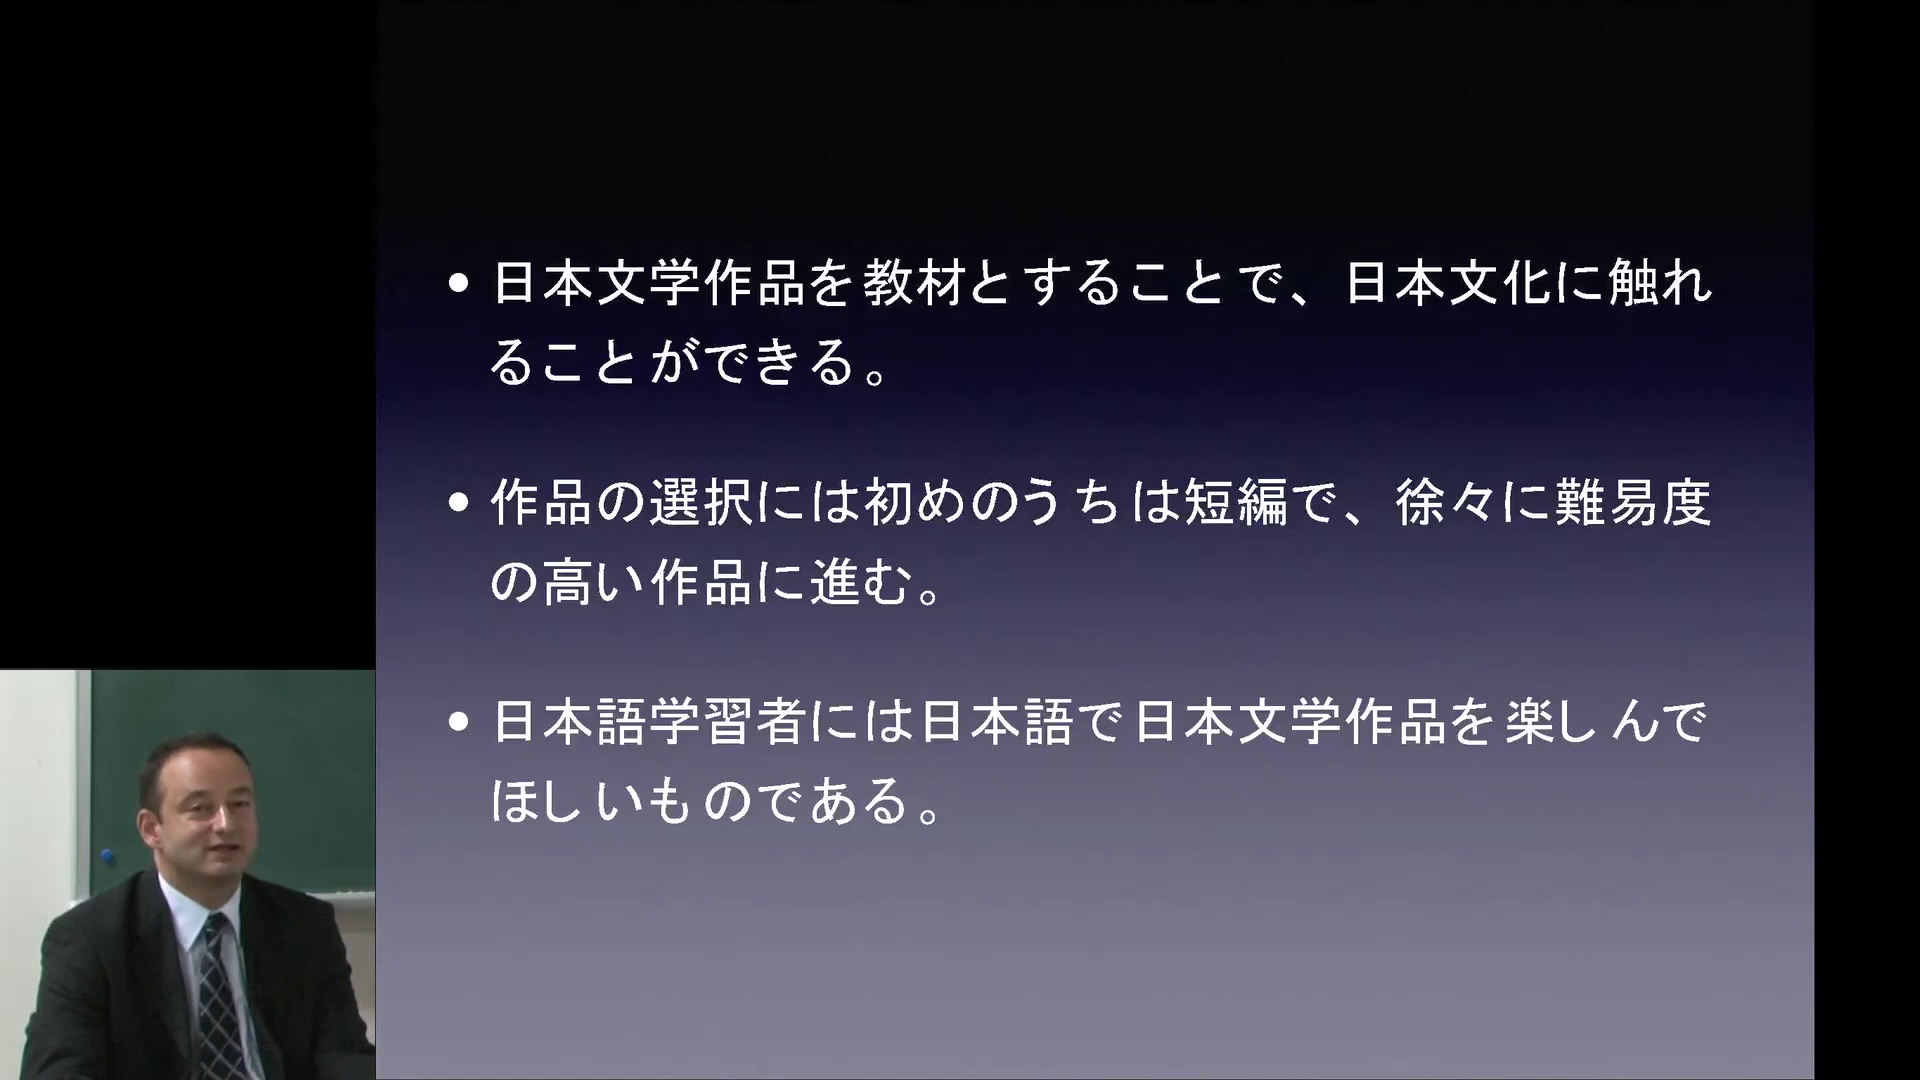 • 日本文学作品を教材とすることで、日本文化に触れ
ることができる。
• 作品の選択には初めのうちは短編で、徐々に難易度
の高い作品に進む。
• 日本語学習者には日本語で日本文学作品を楽しんで
ほしいものである。